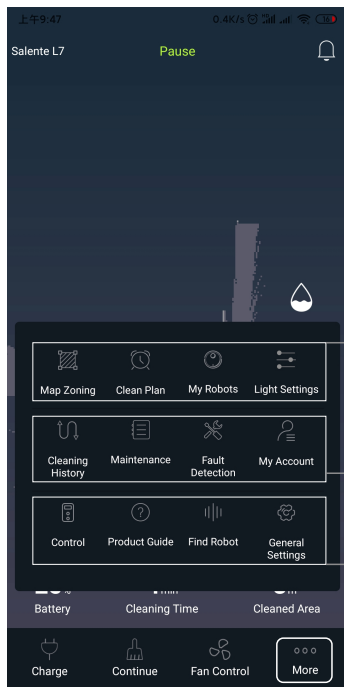 上午9:47 0.4K/s 16
Salente L7 Pause
Map Zoning Clean Plan My Robots Light Settings
Cleaning History Maintenance Fault Detection My Account
Control Product Guide Find Robot General Settings
min
Battery Cleaning Time Cleaned Area
Charge Continue Fan Control More